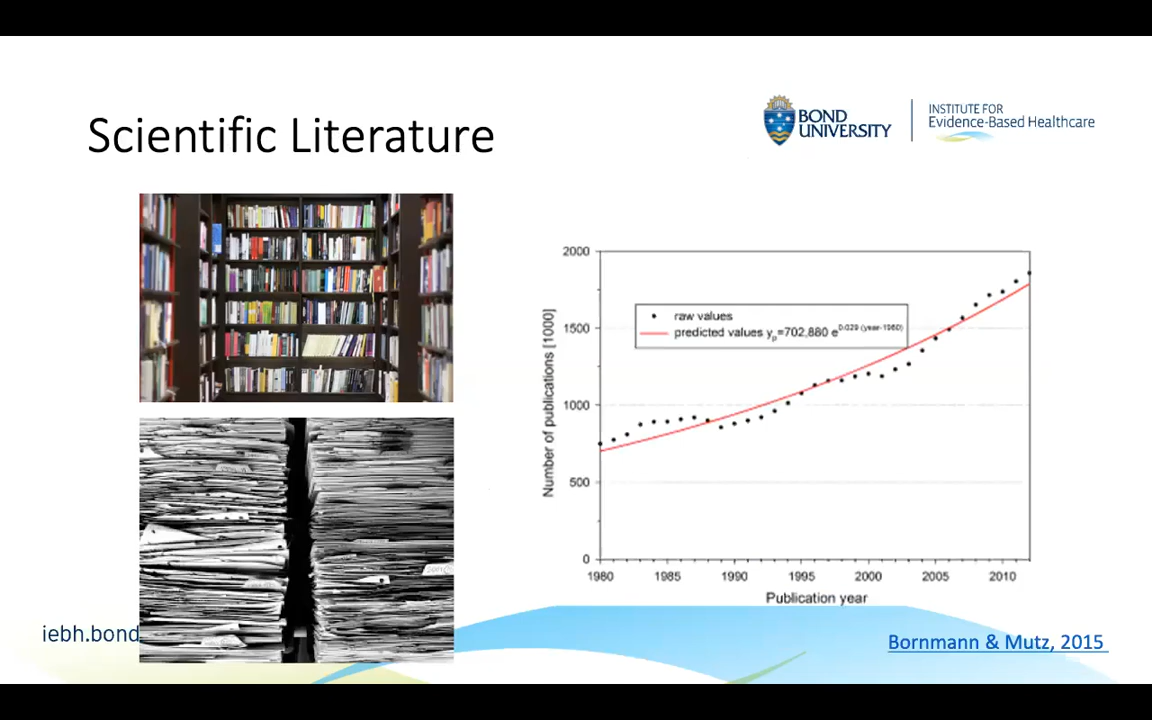 Scientific Literature
BOND
UNIVERSITY
INSTITUTE FOR
Evidence-Based Healthcare
2000
1500
1000
500
0
Number of publications [1000]
raw values
predicted values yp=702,880 e0.029 (year-1980)
1980 1985 1990 1995 2000 2005 2010
Publication year
iebh.bond
Bornmann & Mutz, 2015